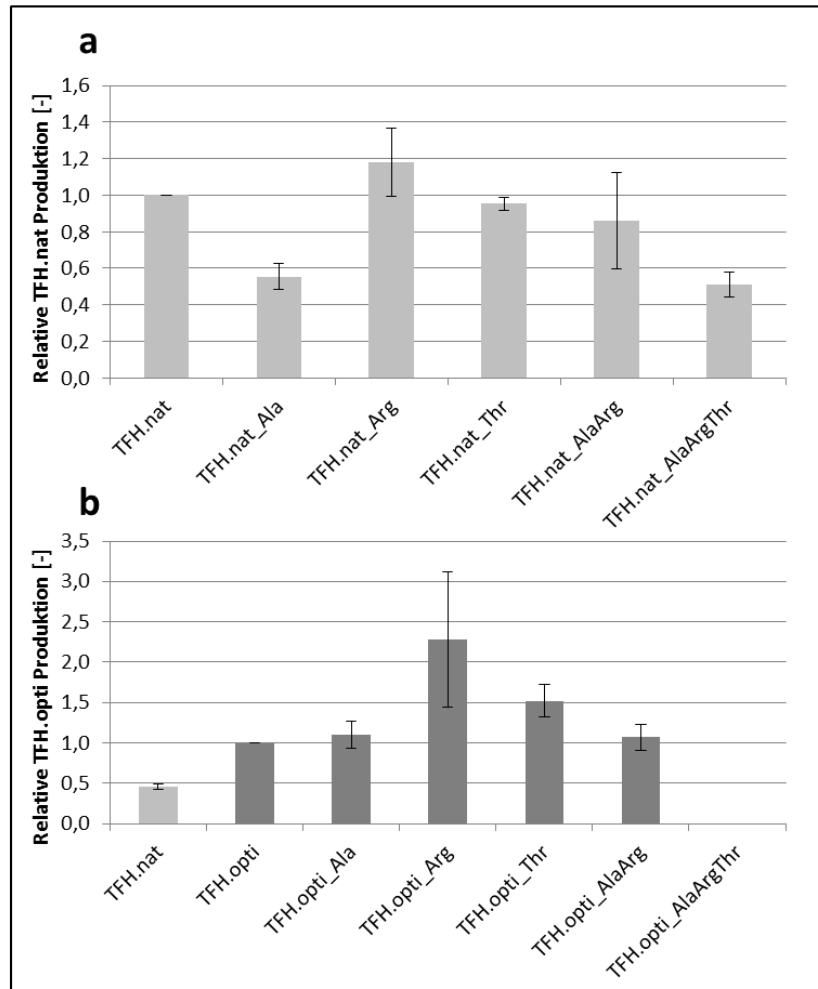 a
Relative TFH.nat Produktion [-]
1,6
1,4
1,2
1,0
0,8
0,6
0,4
0,2
0,0
TFH.nat
TFH.nat_Ala
TFH.nat_Arg
TFH.nat_Thr
TFH.nat_AlaArg
TFH.nat_AlaArgThr
b
Relative TFH.opti Produktion [-]
3,5
3,0
2,5
2,0
1,5
1,0
0,5
0,0
TFH.nat
TFH.opti
TFH.opti_Ala
TFH.opti_Arg
TFH.opti_Thr
TFH.opti_AlaArg
TFH.opti_AlaArgThr